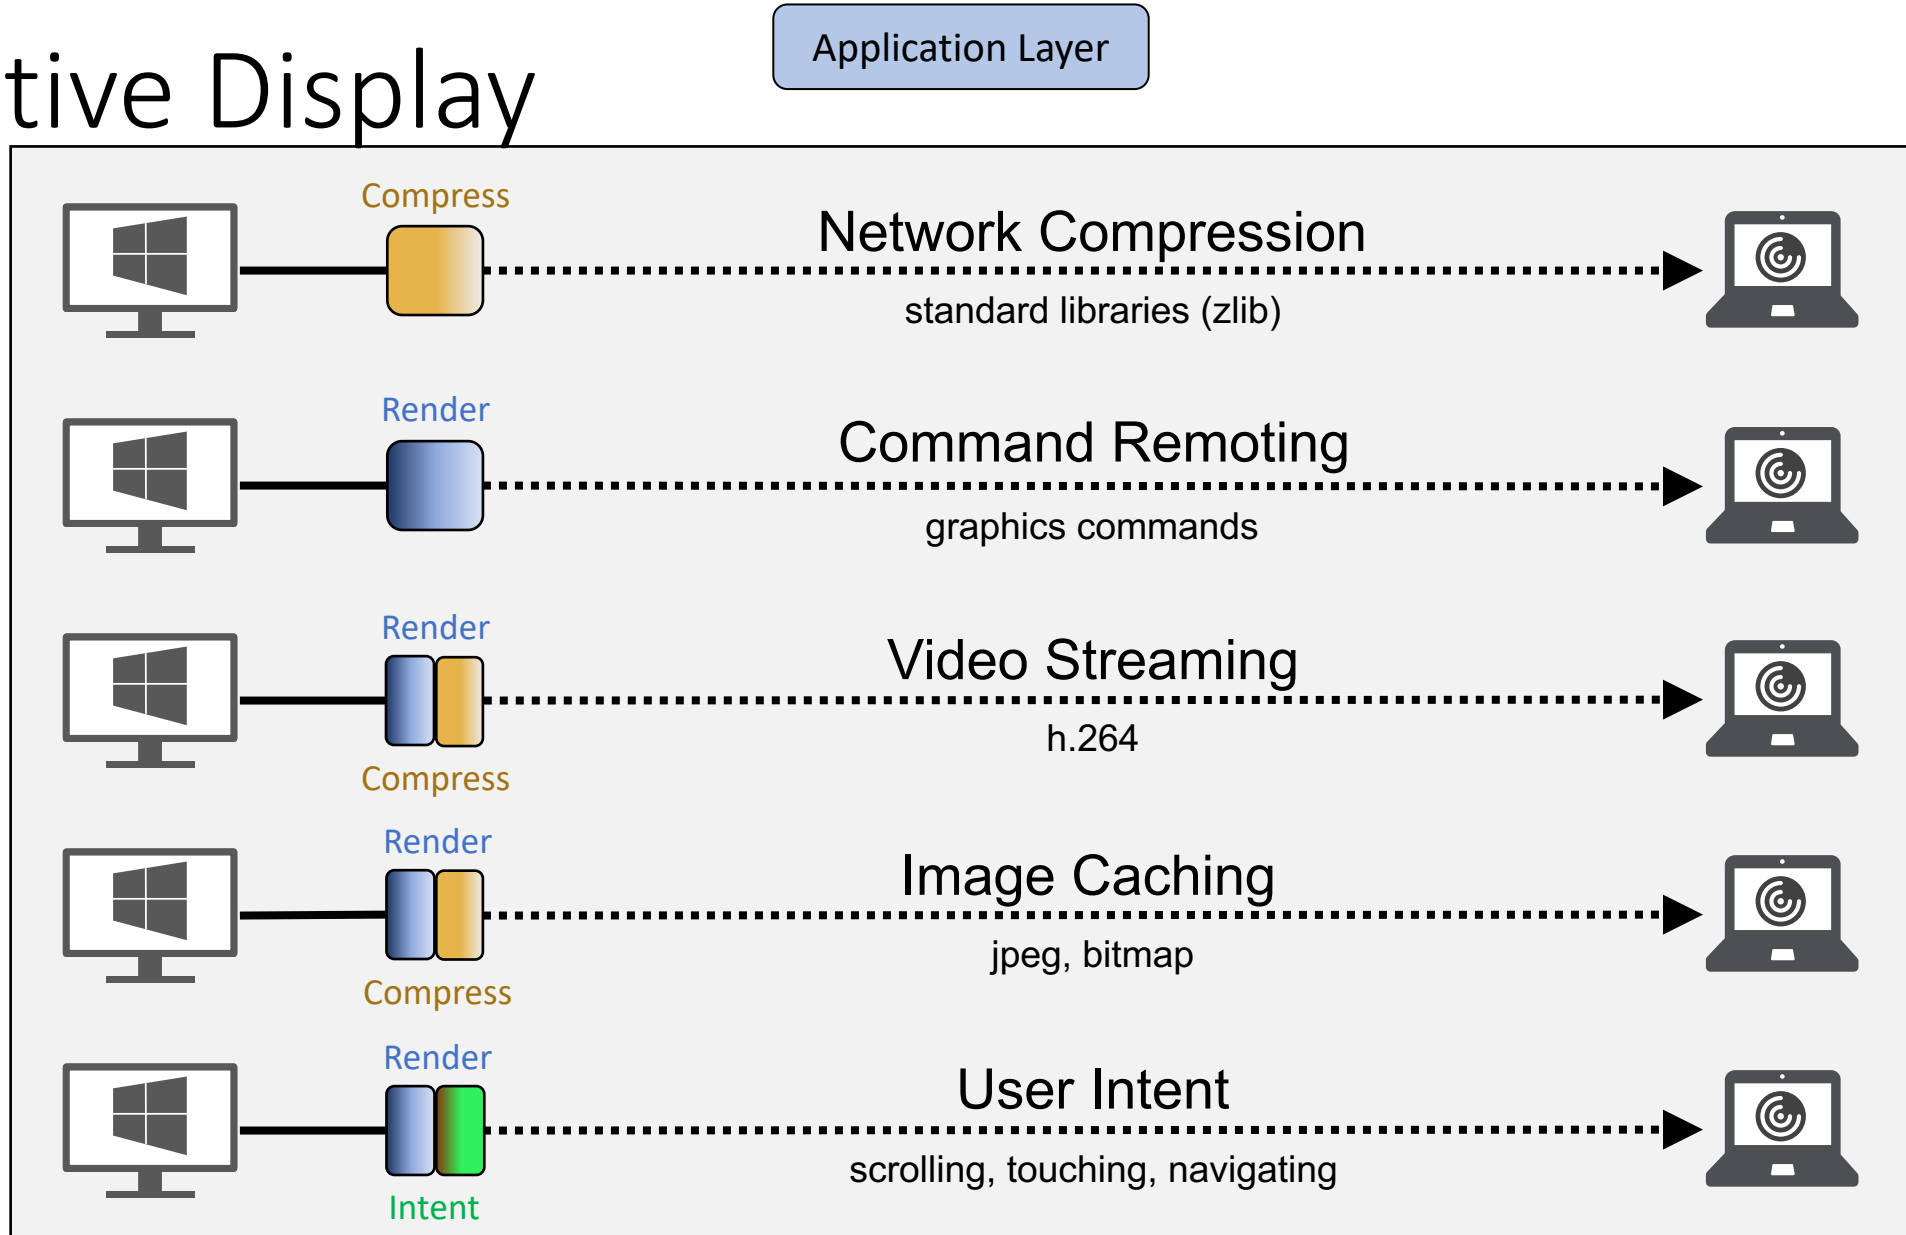 Application Layer
tive Display
Compress
Network Compression
standard libraries (zlib)
Render
Command Remoting
graphics commands
Render
Video Streaming
h.264
Compress
Render
Image Caching
jpeg, bitmap
Compress
Render
User Intent
scrolling, touching, navigating
Intent